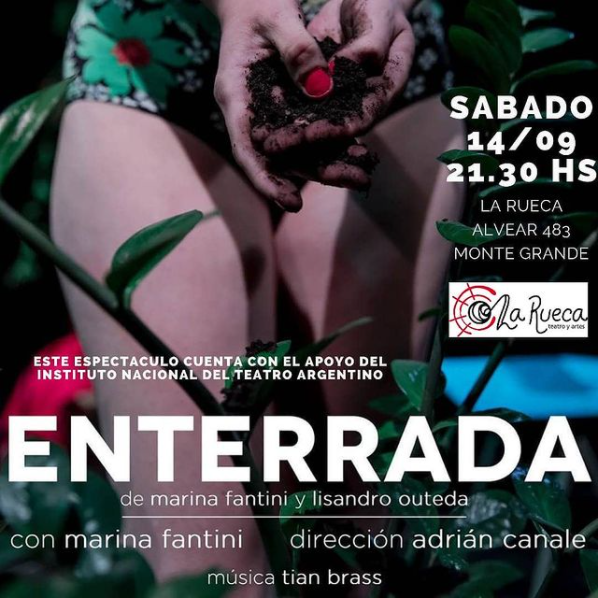 SABADO
14/09
21.30 HS
LA RUECA
ALVEAR 483
MONTE GRANDE
La Rueca
teatro y artes
ESTE ESPECTACULO CUENTA CON EL APOYO DEL
INSTITUTO NACIONAL DEL TEATRO ARGENTINO
ENTERRADA
de marina fantini y lisandro outeda
con marina fantini dirección adrián canale
música tian brass